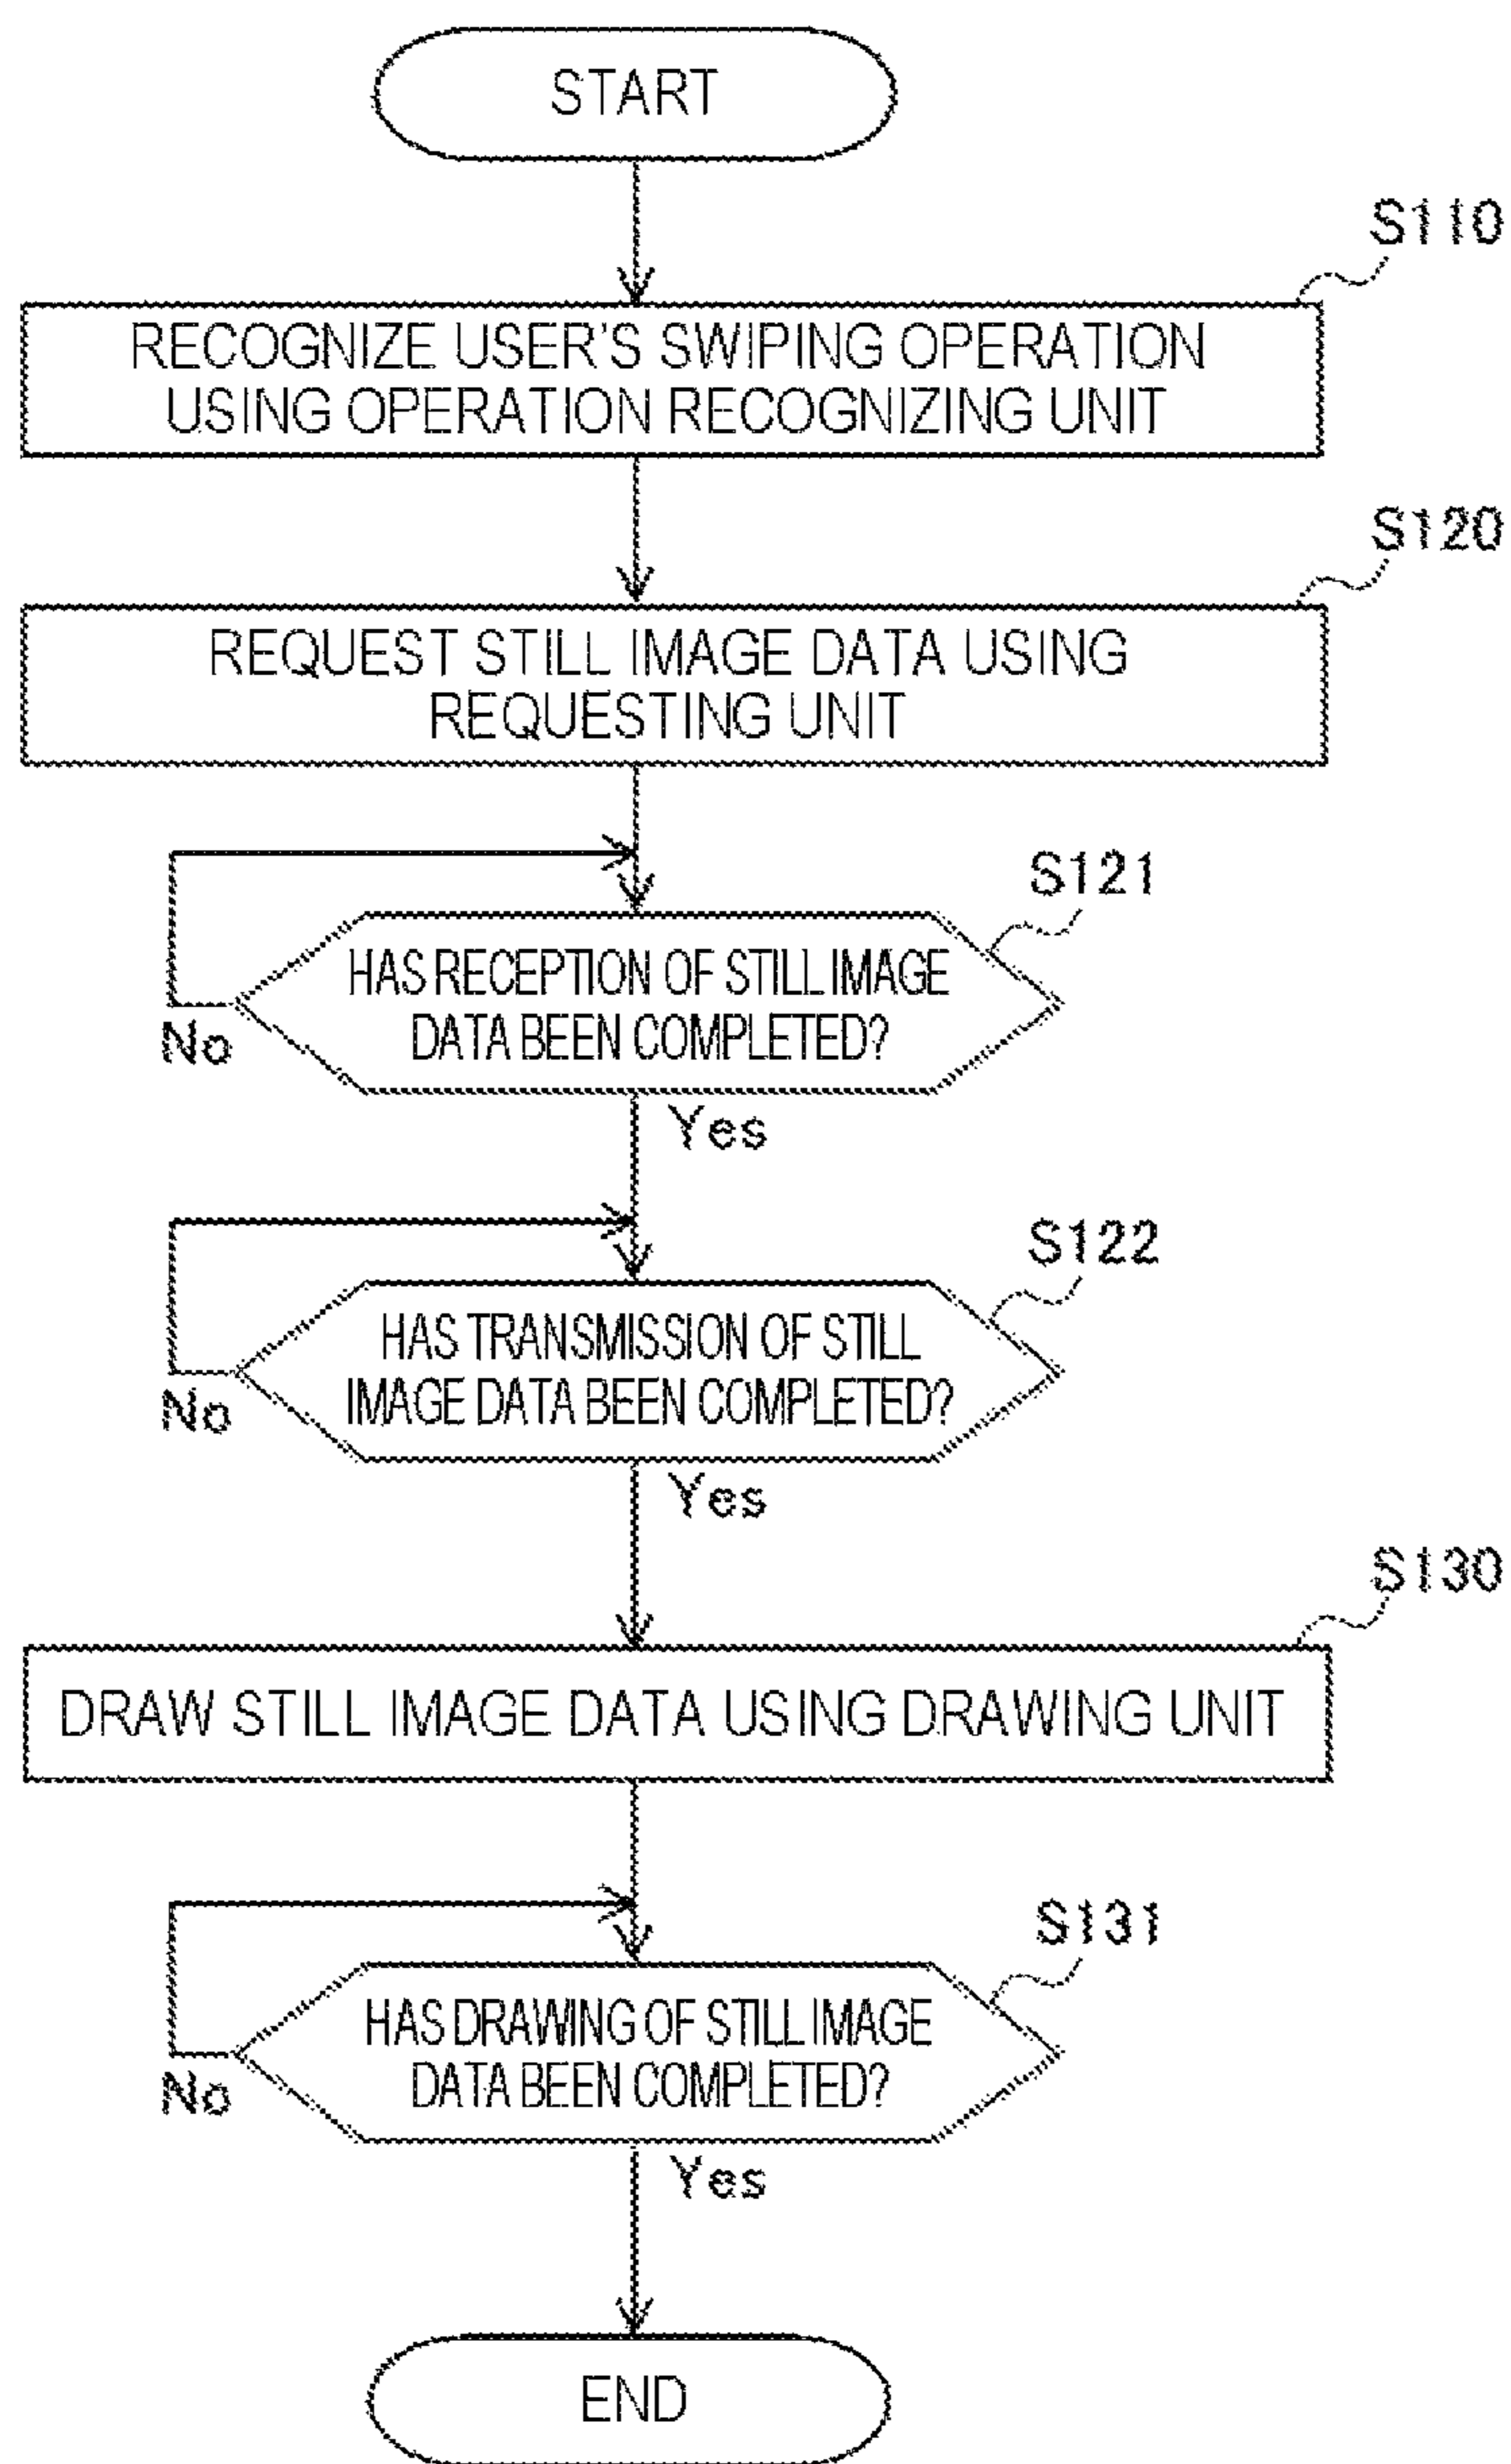 START
S110
RECOGNIZE USER'S SWIPING OPERATION
USING OPERATION RECOGNIZING UNIT
S120
REQUEST STILL IMAGE DATA USING
REQUESTING UNIT
S121
HAS RECEPTION OF STILL IMAGE
DATA BEEN COMPLETED?
No
Yes
S122
HAS TRANSMISSION OF STILL
IMAGE DATA BEEN COMPLETED?
No
Yes
S130
DRAW STILL IMAGE DATA USING DRAWING UNIT
S131
HAS DRAWING OF STILL IMAGE
DATA BEEN COMPLETED?
No
Yes
END